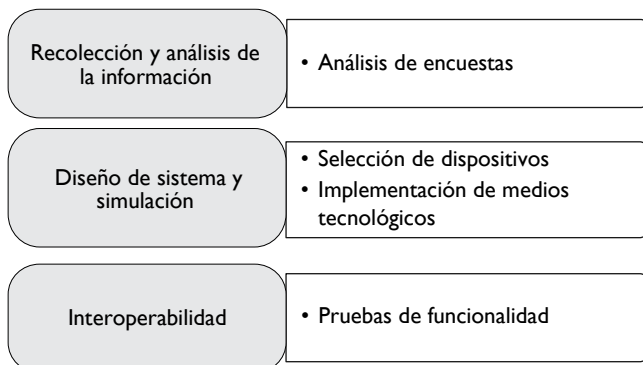 Recolección y análisis de
la información
• Análisis de encuestas
Diseño de sistema y
simulación
• Selección de dispositivos
• Implementación de medios
tecnológicos
Interoperabilidad
• Pruebas de funcionalidad